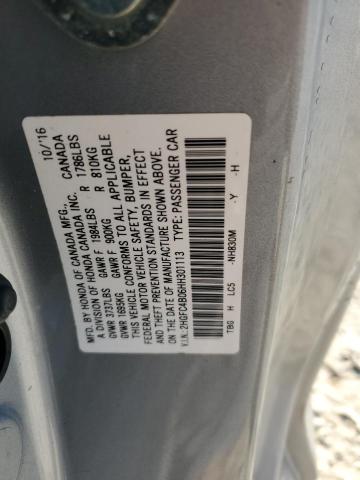 MFD. BY HONDA OF CANADA MFG., 10/16
A DIVISION OF HONDA CANADA INC. CANADA
GVWR 3737LBS GAWR F 1984LBS R 1786LBS
GVWR 1695KG GAWR F 900KG R 810KG
THIS VEHICLE CONFORMS TO ALL APPLICABLE
FEDERAL MOTOR VEHICLE SAFETY, BUMPER,
AND THEFT PREVENTION STANDARDS IN EFFECT
ON THE DATE OF MANUFACTURE SHOWN ABOVE.
V.I.N.: 2HGFC4B06HH301113 TYPE: PASSENGER CAR
-NH830M -Y -H
TBG H LC5